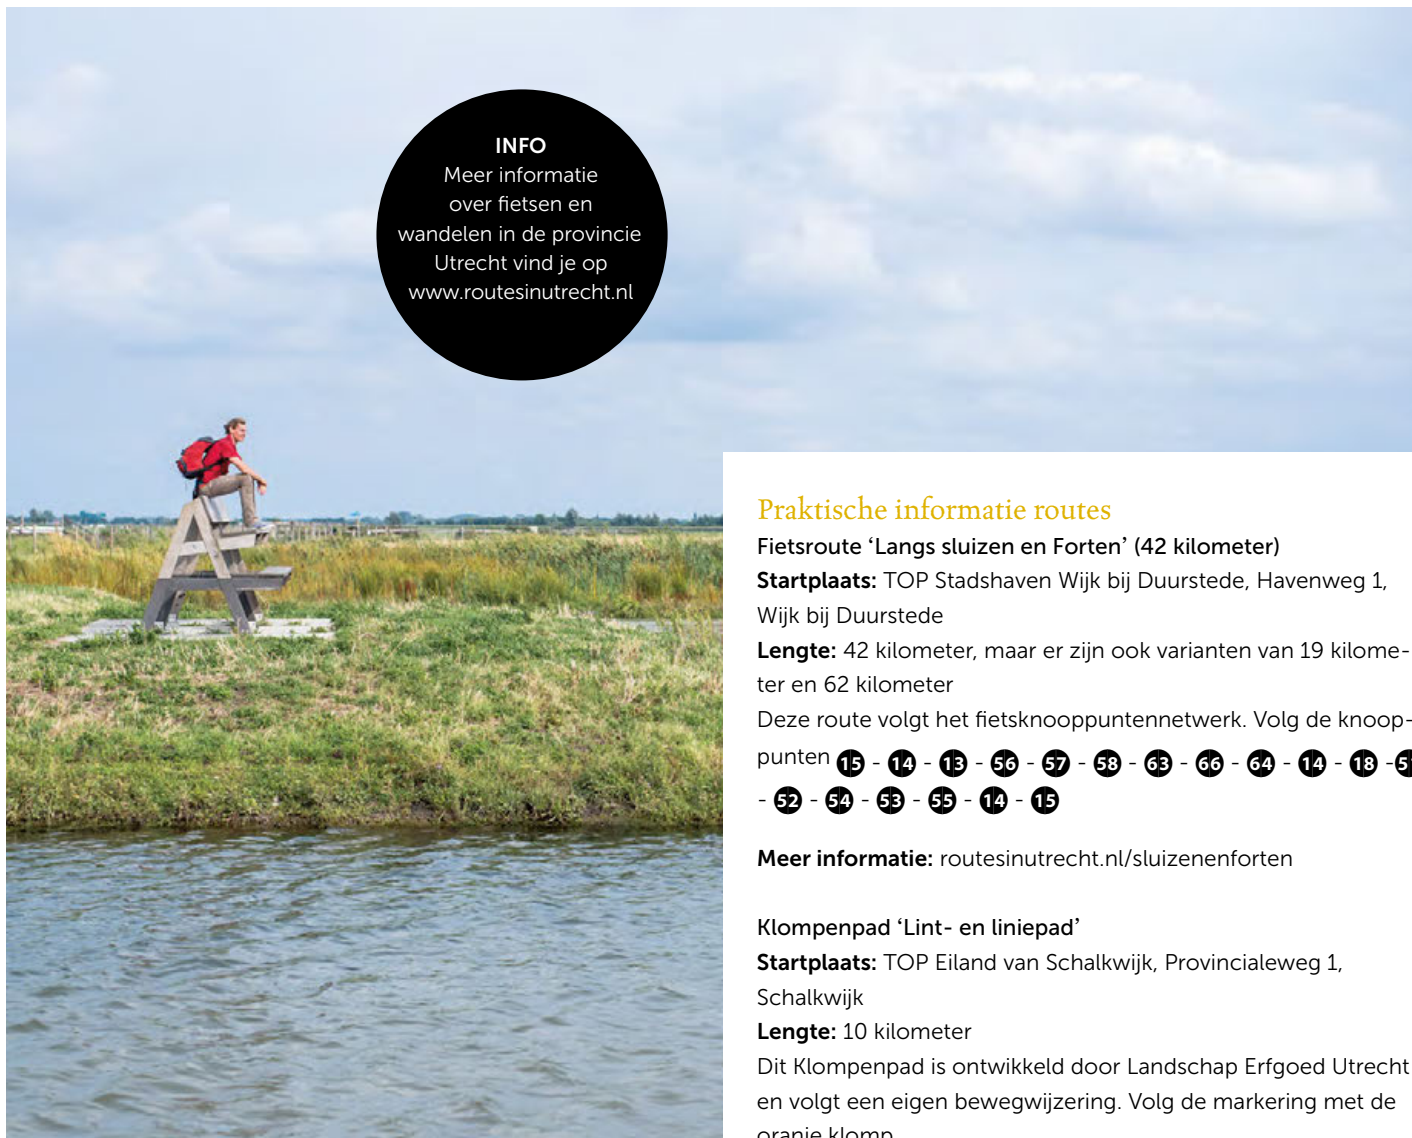 INFO
Meer informatie
over fietsen en
wandelen in de provincie
Utrecht vind je op
www.routesinutrecht.nl
Praktische informatie routes
Fietsroute ‘Langs sluizen en Forten’ (42 kilometer)
Startplaats: TOP Stadshaven Wijk bij Duurstede, Havenweg 1,
Wijk bij Duurstede
Lengte: 42 kilometer, maar er zijn ook varianten van 19 kilome-
ter en 62 kilometer
Deze route volgt het fietsknooppuntennetwerk. Volg de knoop-
punten 15 - 14 - 13 - 56 - 57 - 58 - 63 - 66 - 64 - 14 - 18 -
- 52 - 54 - 53 - 55 - 14 - 15
Meer informatie: routesinutrecht.nl/sluizenenforten
Klompenpad ‘Lint- en liniepad’
Startplaats: TOP Eiland van Schalkwijk, Provincialeweg 1,
Schalkwijk
Lengte: 10 kilometer
Dit Klompenpad is ontwikkeld door Landschap Erfgoed Utrecht
en volgt een eigen bewegwijzering. Volg de markering met de
oranje klomp